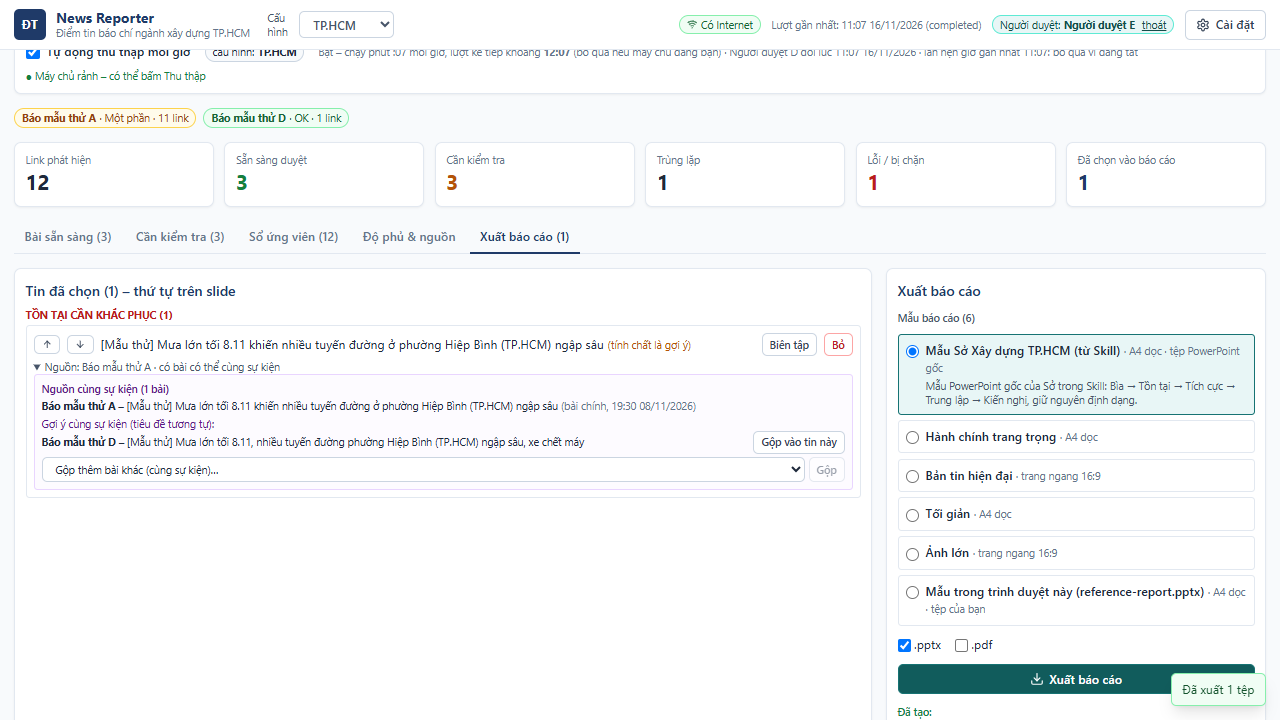 ĐT
News Reporter
Điểm tin báo chí ngành xây dựng TP.HCM
Cấu hình
TP.HCM
Có Internet
Lượt gần nhất: 11:07 16/11/2026 (completed)
Người duyệt: Người duyệt E thoát
Cài đặt
Tự động thu thập mỗi giờ
cấu hình: TP.HCM
Bật – chạy phút :07 mỗi giờ, lượt kế tiếp khoảng 12:07 (bỏ qua nếu máy chủ đang bận) · Người duyệt D đổi lúc 11:07 16/11/2026 · lần hẹn giờ gần nhất 11:07: bỏ qua vì đang tắt
● Máy chủ rảnh – có thể bấm Thu thập
Báo mẫu thử A · Một phần · 11 link
Báo mẫu thử D · OK · 1 link
Link phát hiện
12
Sẵn sàng duyệt
3
Cần kiểm tra
3
Trùng lặp
1
Lỗi / bị chặn
1
Đã chọn vào báo cáo
1
Bài sẵn sàng (3)
Cần kiểm tra (3)
Sổ ứng viên (12)
Độ phủ & nguồn
Xuất báo cáo (1)
Tin đã chọn (1) – thứ tự trên slide
TỒN TẠI CẦN KHẮC PHỤC (1)
↑ ↓ [Mẫu thử] Mưa lớn tối 8.11 khiến nhiều tuyến đường ở phường Hiệp Bình (TP.HCM) ngập sâu (tính chất là gợi ý)
Biên tập
Bỏ
▼ Nguồn: Báo mẫu thử A · có bài có thể cùng sự kiện
Nguồn cùng sự kiện (1 bài)
Báo mẫu thử A – [Mẫu thử] Mưa lớn tối 8.11 khiến nhiều tuyến đường ở phường Hiệp Bình (TP.HCM) ngập sâu (bài chính, 19:30 08/11/2026)
Gợi ý cùng sự kiện (tiêu đề tương tự):
Báo mẫu thử D – [Mẫu thử] Mưa lớn tối 8.11, nhiều tuyến đường phường Hiệp Bình (TP.HCM) ngập sâu, xe chết máy
Gộp vào tin này
Gộp thêm bài khác (cùng sự kiện)...
Gộp
Xuất báo cáo
Mẫu báo cáo (6)
Mẫu Sở Xây dựng TP.HCM (từ Skill) · A4 dọc · tệp PowerPoint
gốc
Mẫu PowerPoint gốc của Sở trong Skill: Bìa → Tồn tại → Tích cực →
Trung lập → Kiến nghị, giữ nguyên định dạng.
Hành chính trang trọng · A4 dọc
Bản tin hiện đại · trang ngang 16:9
Tối giản · A4 dọc
Ảnh lớn · trang ngang 16:9
Mẫu trong trình duyệt này (reference-report.pptx) · A4 dọc
· tệp của bạn
.pptx
.pdf
Xuất báo cáo
Đã xuất 1 tệp
Đã tạo: